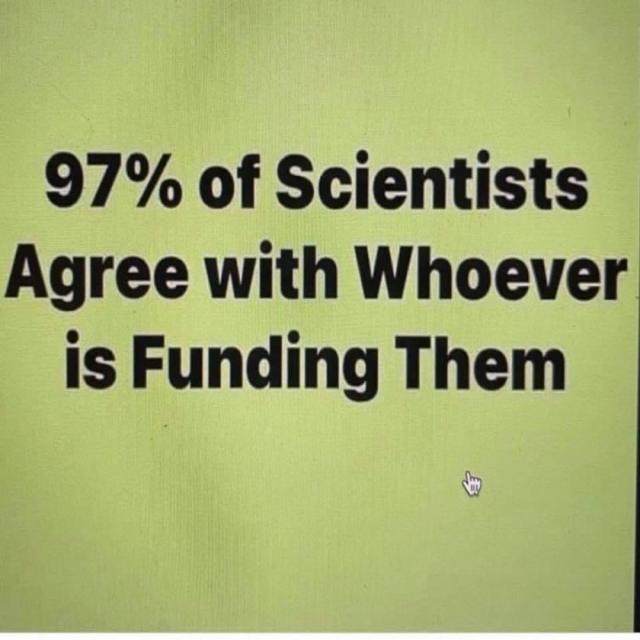 97% of Scientists
Agree with Whoever
is Funding Them